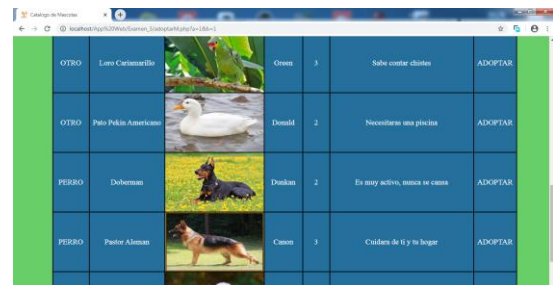 Catalogo de Mascotas
localhost/App%20Web/Examen_3/adoptarM.php?a=1&b=1
OTRO Loro Cariamarillo Green 3 Sabe contar chistes ADOPTAR
OTRO Pato Pekin Americano Donald 2 Necesitaras una piscina ADOPTAR
PERRO Doberman Dunkan 2 Es muy activo, nunca se cansa ADOPTAR
PERRO Pastor Aleman Canon 3 Cuidara de ti y tu hogar ADOPTAR